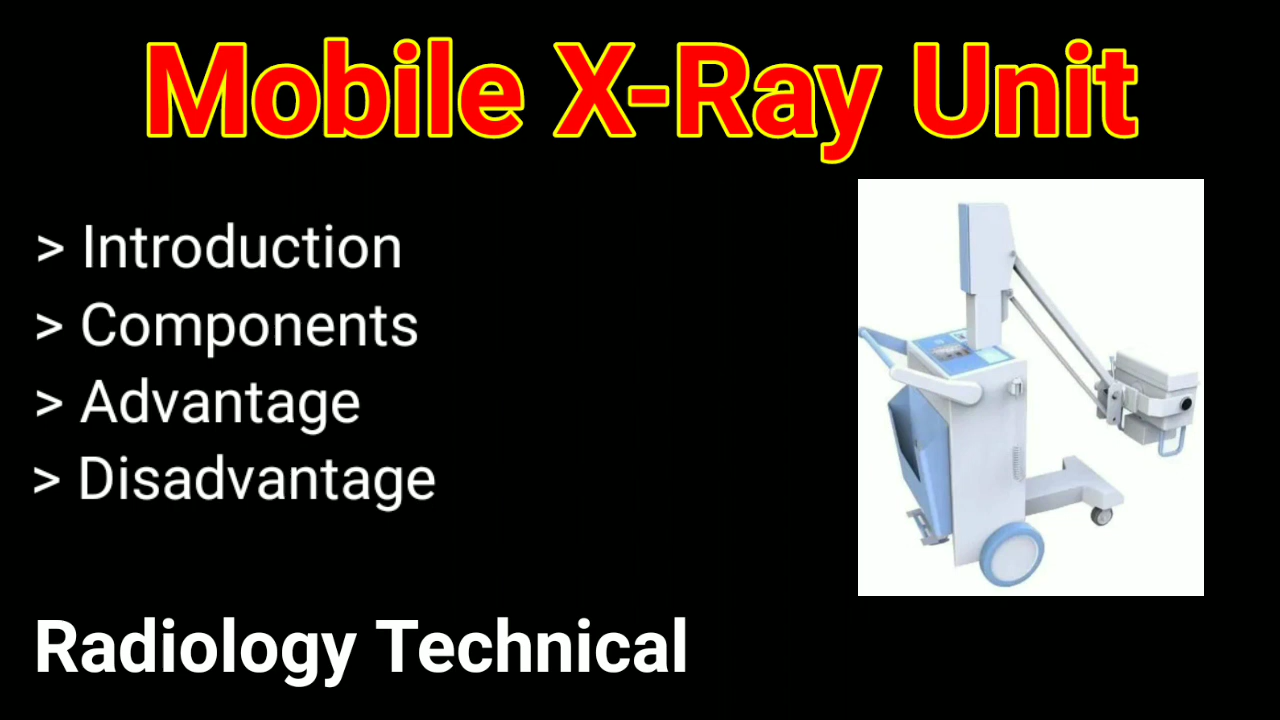 Mobile X-Ray Unit
> Introduction
> Components
> Advantage
> Disadvantage
Radiology Technical